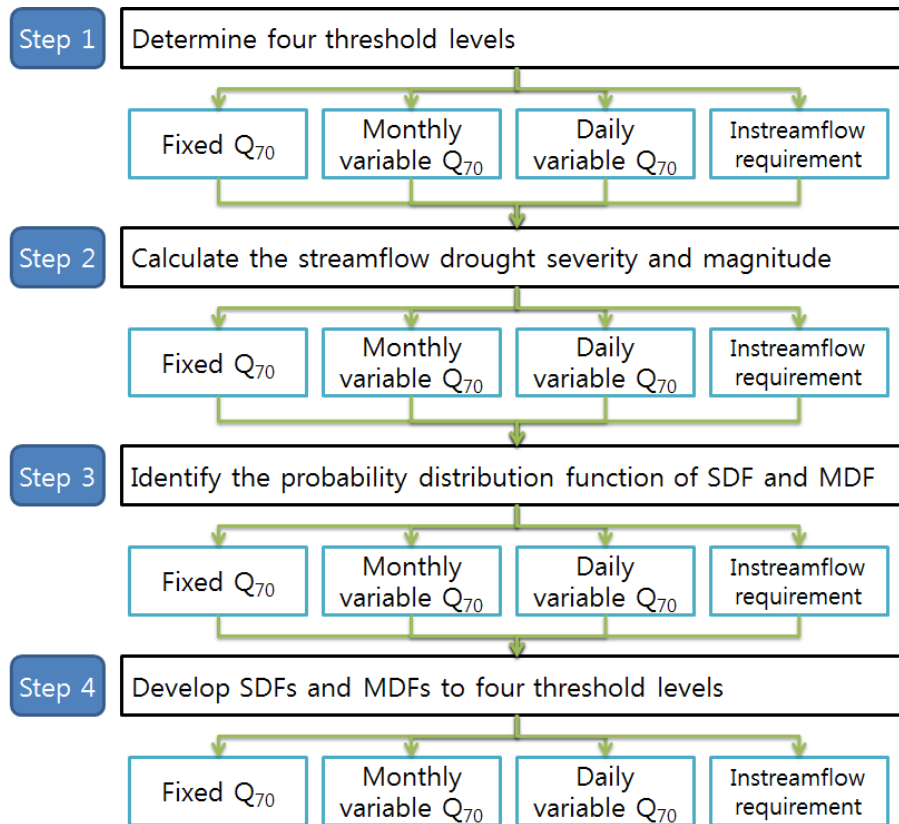 Step 1
Determine four threshold levels
Fixed Q₇₀
Monthly
variable Q₇₀
Daily
variable Q₇₀
Instreamflow
requirement
Step 2
Calculate the streamflow drought severity and magnitude
Fixed Q₇₀
Monthly
variable Q₇₀
Daily
variable Q₇₀
Instreamflow
requirement
Step 3
Identify the probability distribution function of SDF and MDF
Fixed Q₇₀
Monthly
variable Q₇₀
Daily
variable Q₇₀
Instreamflow
requirement
Step 4
Develop SDFs and MDFs to four threshold levels
Fixed Q₇₀
Monthly
variable Q₇₀
Daily
variable Q₇₀
Instreamflow
requirement